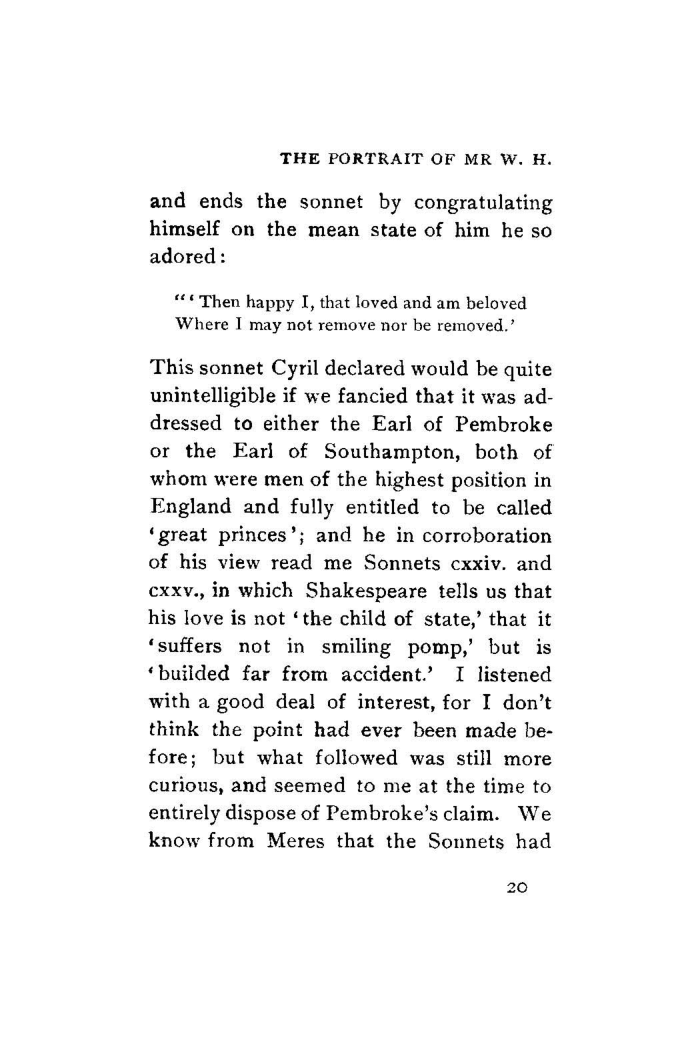 THE PORTRAIT OF MR W. H.
and ends the sonnet by congratulating
himself on the mean state of him he so
adored:
"'Then happy I, that loved and am beloved
Where I may not remove nor be removed.'
This sonnet Cyril declared would be quite
unintelligible if we fancied that it was ad-
dressed to either the Earl of Pembroke
or the Earl of Southampton, both of
whom were men of the highest position in
England and fully entitled to be called
'great princes'; and he in corroboration
of his view read me Sonnets cxxiv. and
cxxv., in which Shakespeare tells us that
his love is not 'the child of state,' that it
'suffers not in smiling pomp,' but is
'builded far from accident.' I listened
with a good deal of interest, for I don't
think the point had ever been made be-
fore; but what followed was still more
curious, and seemed to me at the time to
entirely dispose of Pembroke's claim. We
know from Meres that the Sonnets had
20